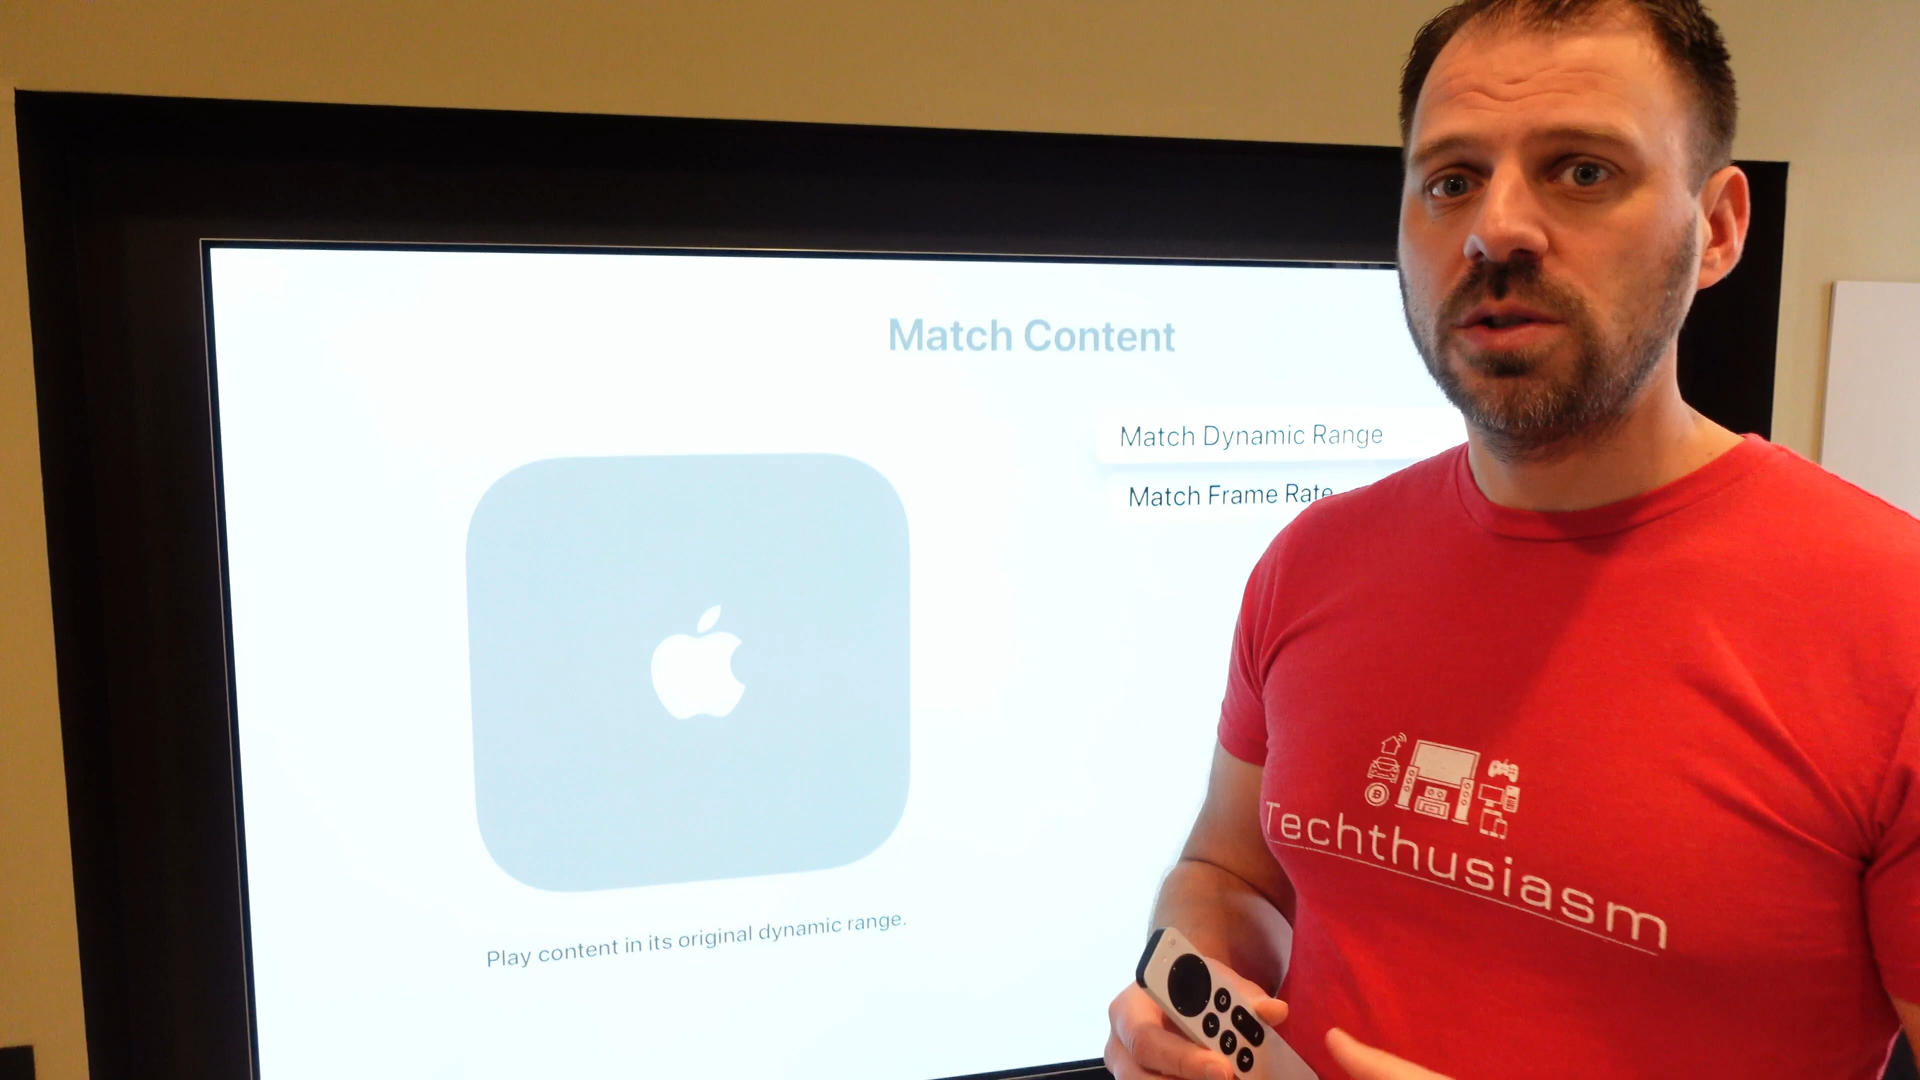 Match Content
Match Dynamic Range
Match Frame Rate
Play content in its original dynamic range.
Techthusiasm